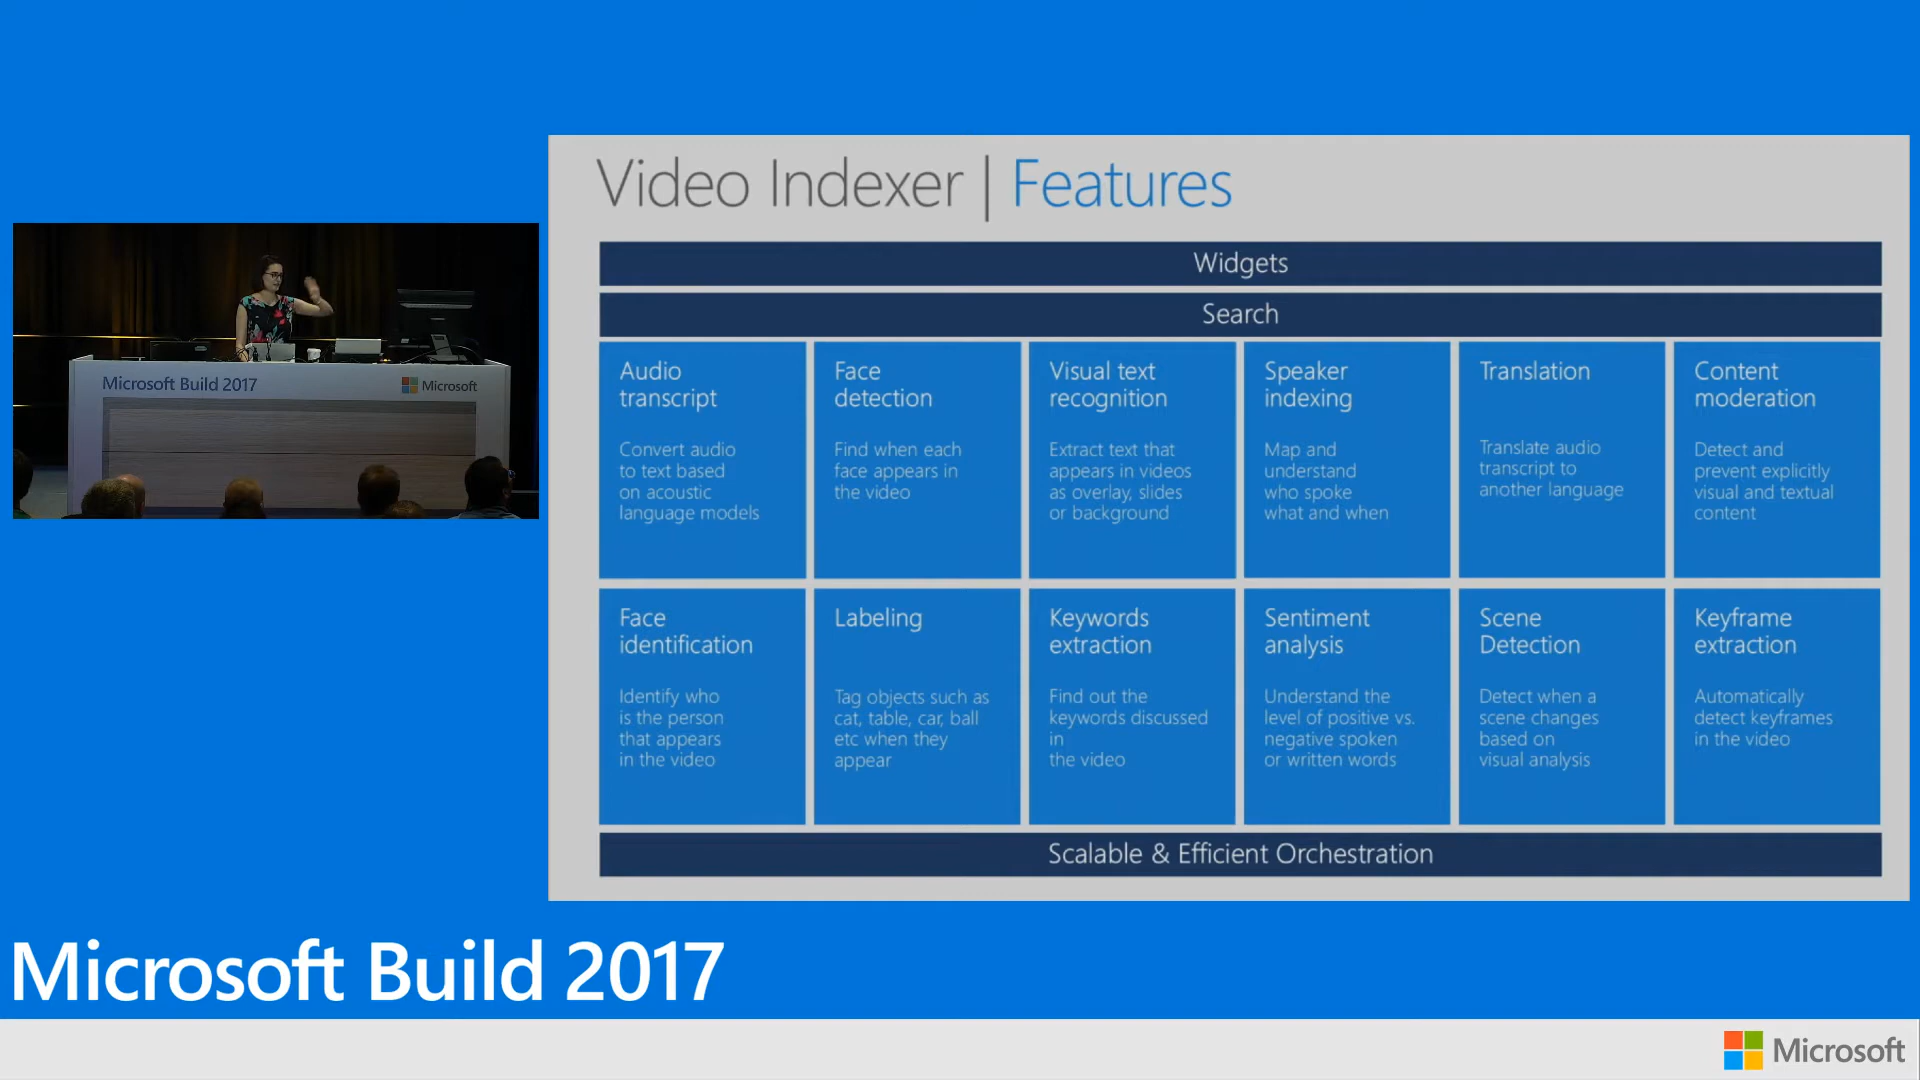 Video Indexer | Features
Widgets
Search
Audio
transcript
Convert audio
to text based
on acoustic
language models
Face
detection
Find when each
face appears in
the video
Visual text
recognition
Extract text that
appears in videos
as overlay, slides
or background
Speaker
indexing
Map and
understand
who spoke
what and when
Translation
Translate audio
transcript to
another language
Content
moderation
Detect and
prevent explicitly
visual and textual
content
Face
identification
Identify who
is the person
that appears
in the video
Labeling
Tag objects such as
cat, table, car, ball
etc when they
appear
Keywords
extraction
Find out the
keywords discussed
in
the video
Sentiment
analysis
Understand the
level of positive vs.
negative spoken
or written words
Scene
Detection
Detect when a
scene changes
based on
visual analysis
Keyframe
extraction
Automatically
detect keyframes
in the video
Scalable & Efficient Orchestration
Microsoft Build 2017
Microsoft
Microsoft Build 2017
Microsoft